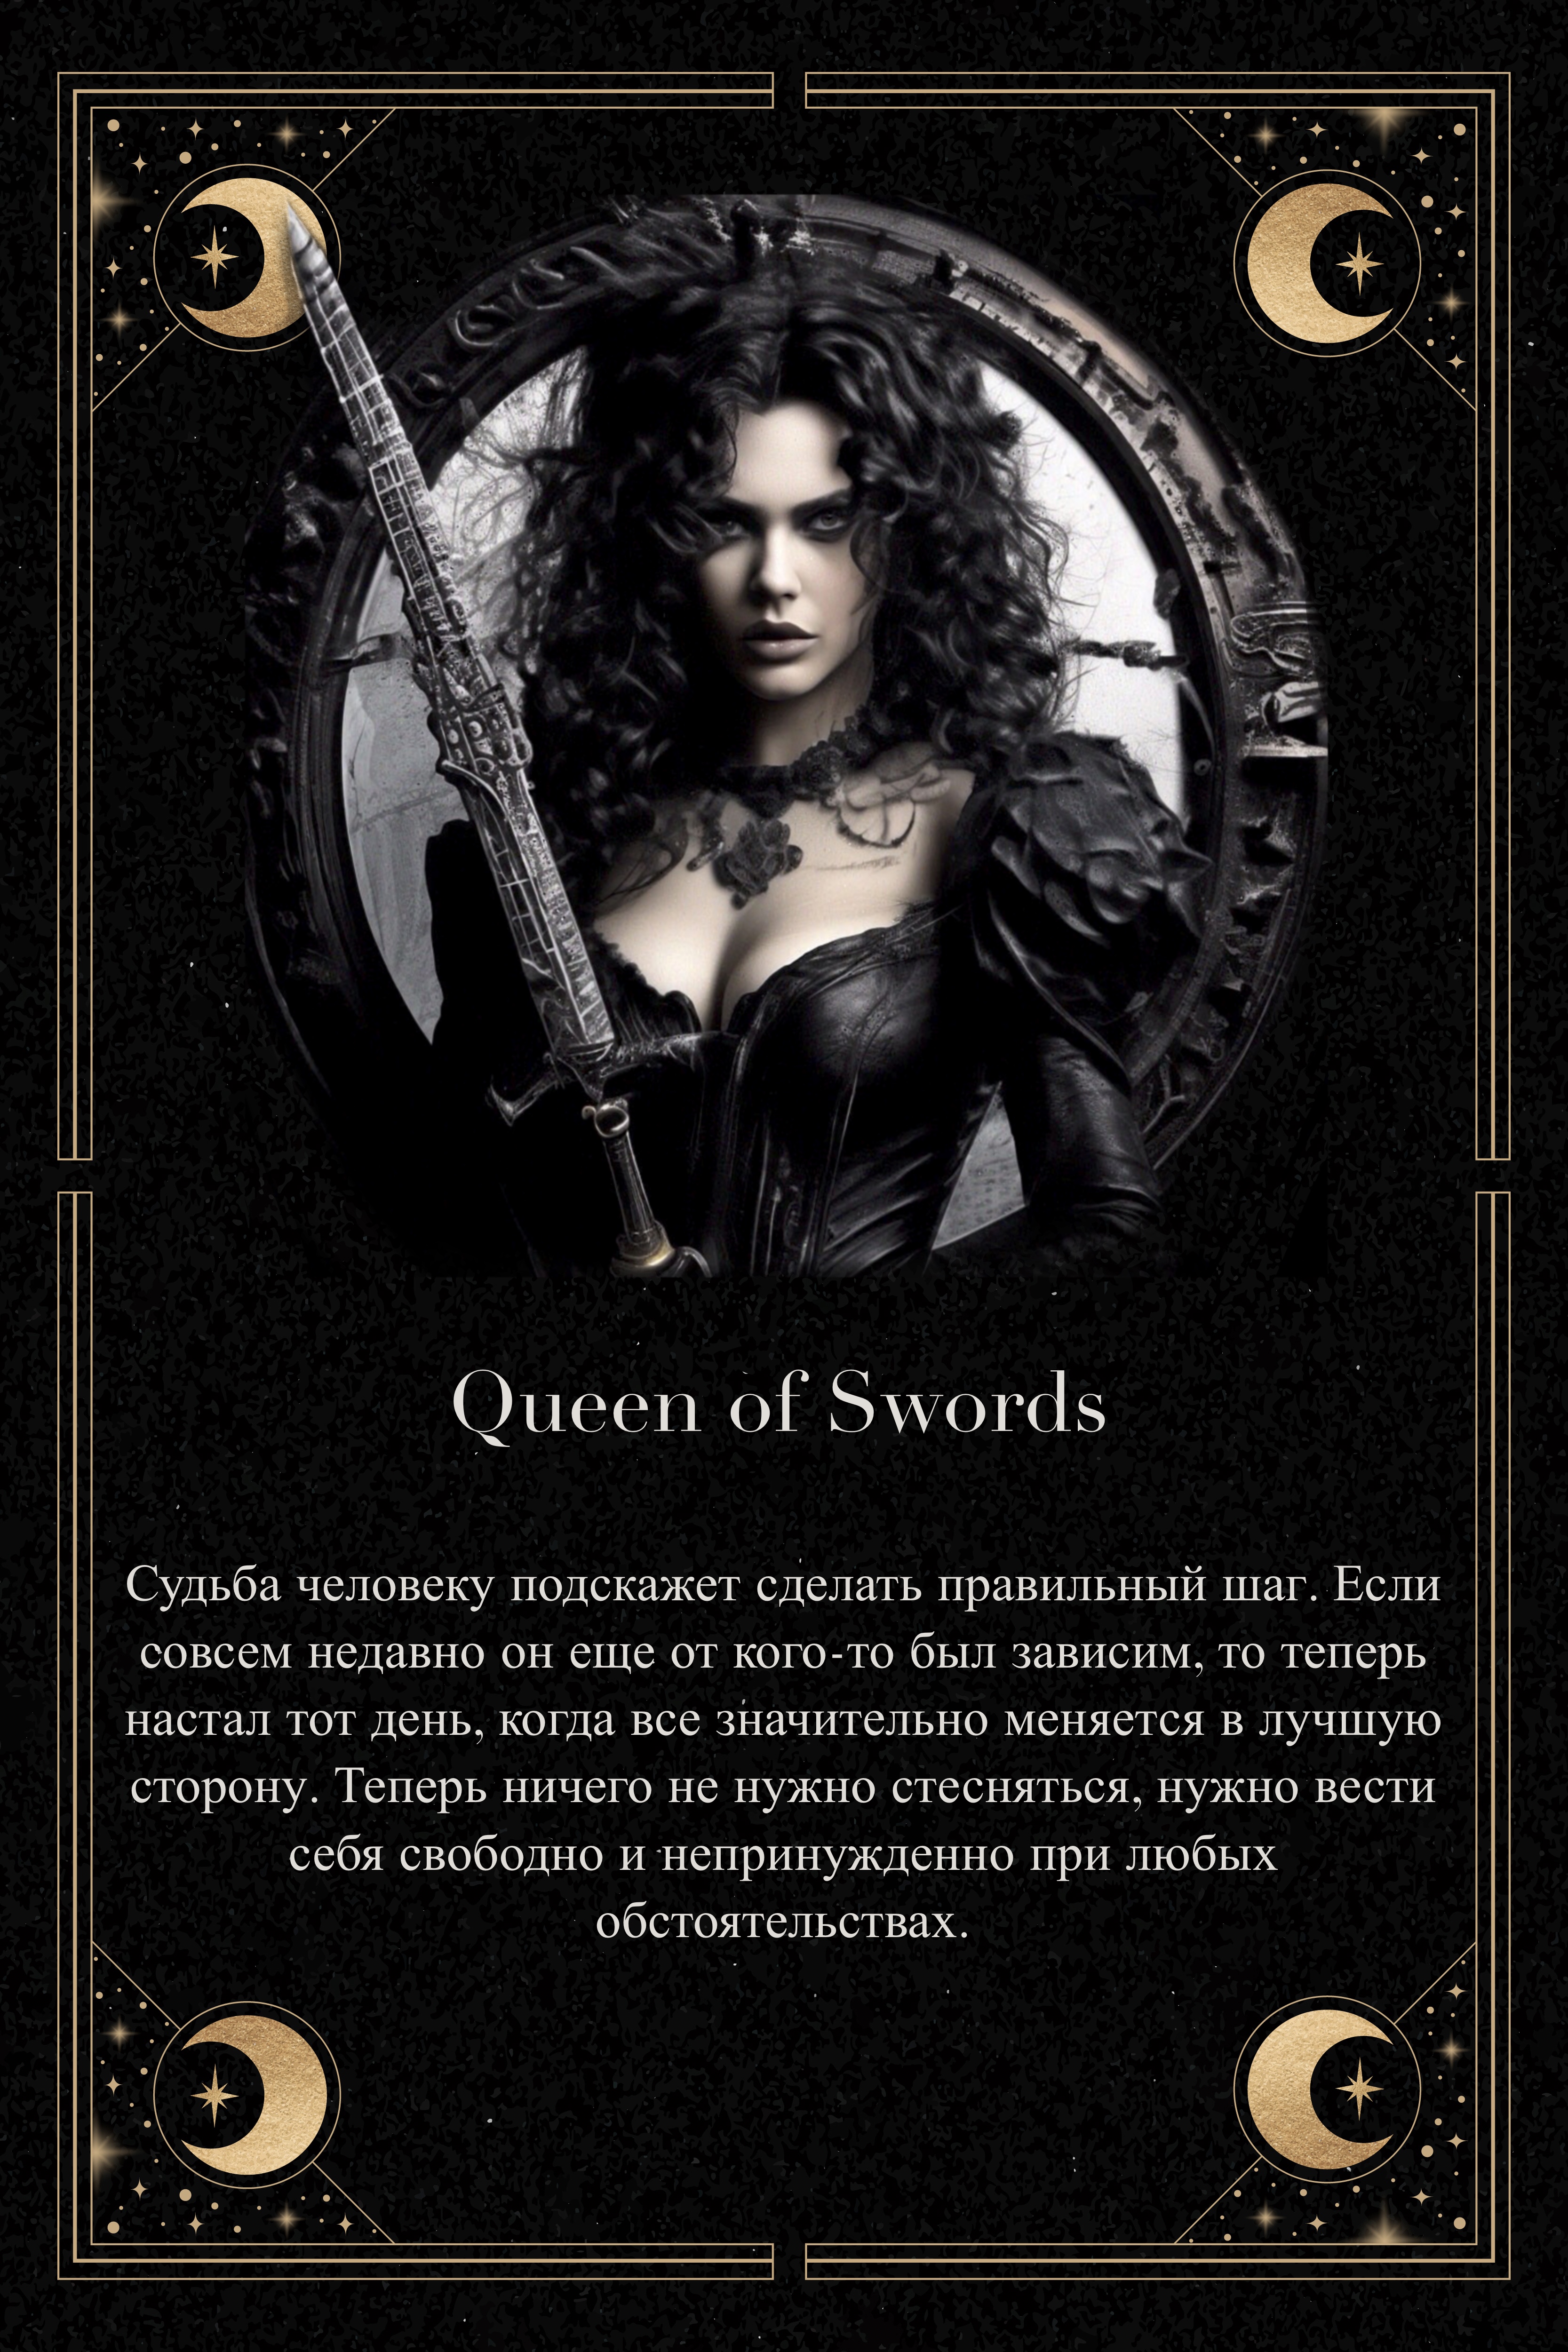 Queen of Swords
Судьба человеку подскажет сделать правильный шаг. Если
совсем недавно он еще от кого-то был зависим, то теперь
настал тот день, когда все значительно меняется в лучшую
сторону. Теперь ничего не нужно стесняться, нужно вести
себя свободно и непринужденно при любых
обстоятельствах.